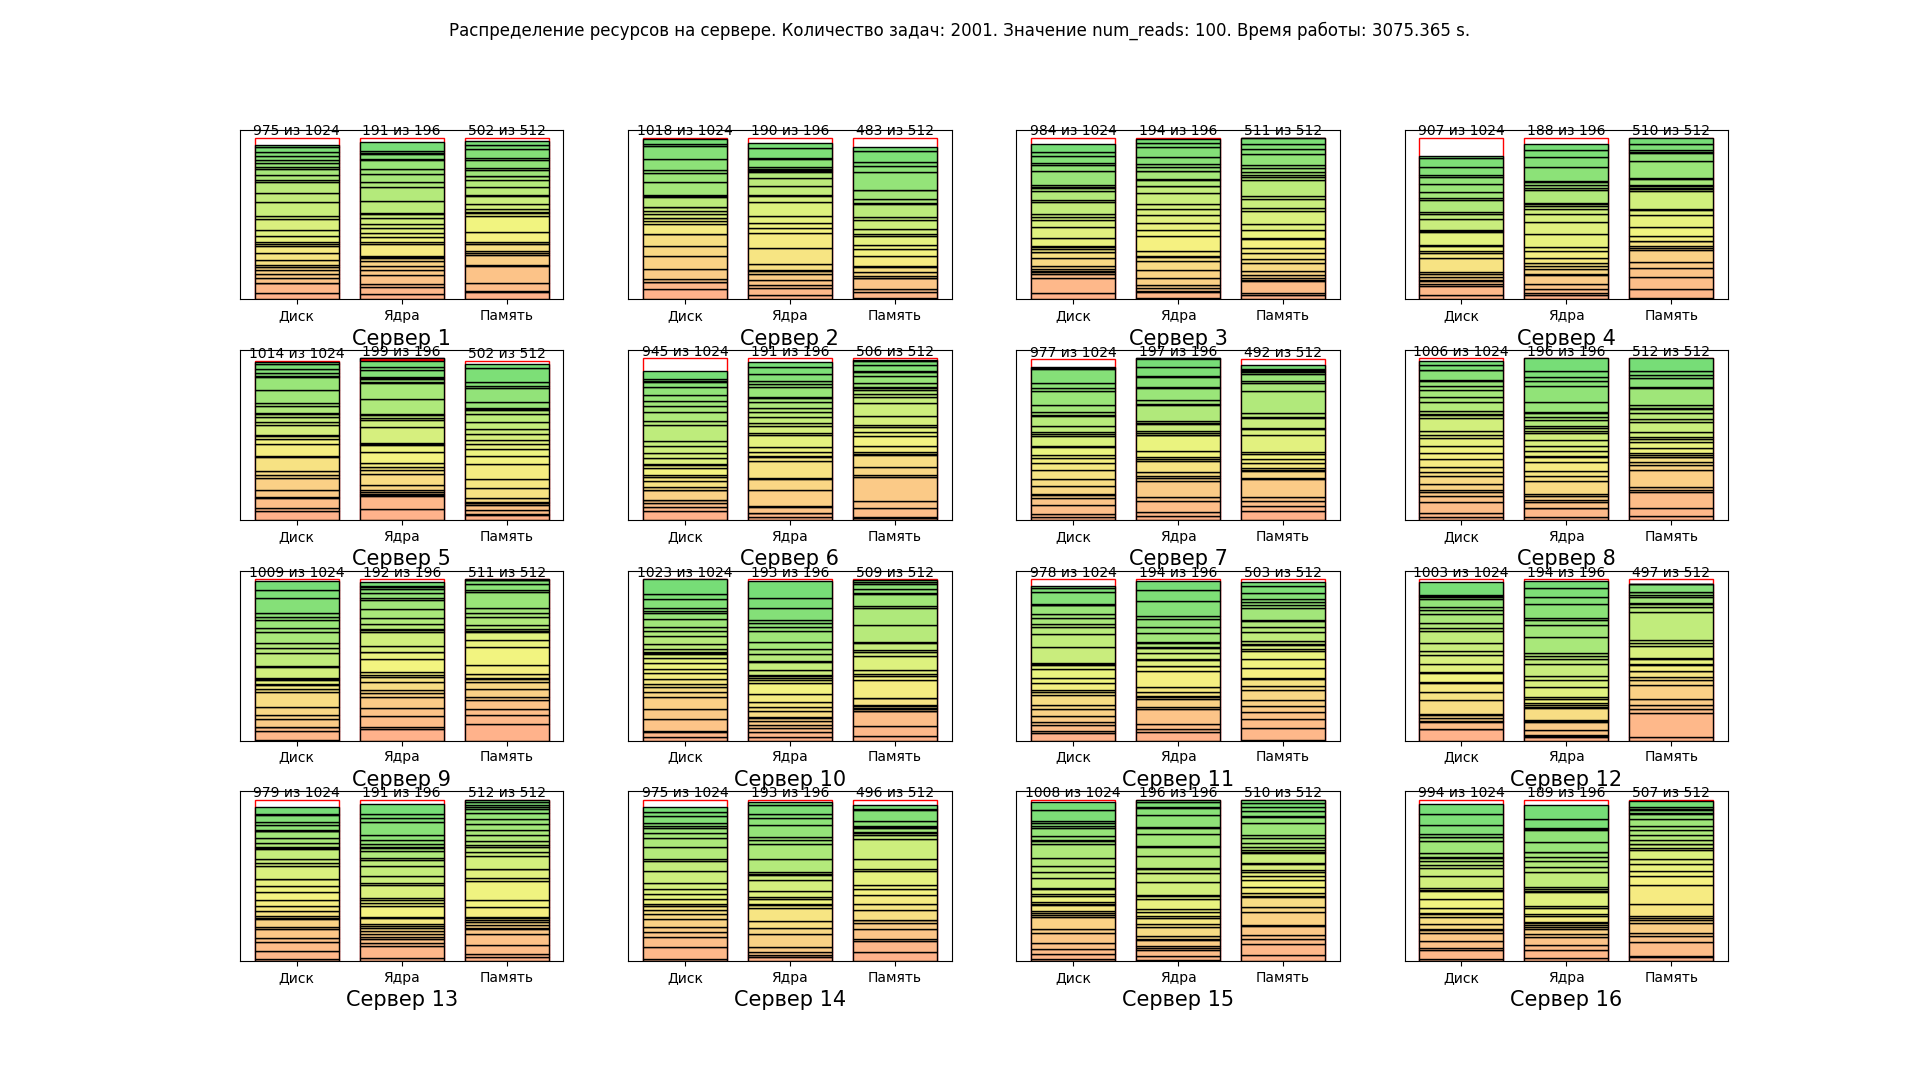 Распределение ресурсов на сервере. Количество задач: 2001. Значение num_reads: 100. Время работы: 3075.365 s.
975 из 1024 191 из 196 502 из 512
Диск Ядра Память
Сервер 1
1018 из 1024 190 из 196 483 из 512
Диск Ядра Память
Сервер 2
984 из 1024 194 из 196 511 из 512
Диск Ядра Память
Сервер 3
907 из 1024 188 из 196 510 из 512
Диск Ядра Память
Сервер 4
1014 из 1024 199 из 196 502 из 512
Диск Ядра Память
Сервер 5
945 из 1024 191 из 196 506 из 512
Диск Ядра Память
Сервер 6
977 из 1024 197 из 196 492 из 512
Диск Ядра Память
Сервер 7
1006 из 1024 196 из 196 512 из 512
Диск Ядра Память
Сервер 8
1009 из 1024 192 из 196 511 из 512
Диск Ядра Память
Сервер 9
1023 из 1024 193 из 196 509 из 512
Диск Ядра Память
Сервер 10
978 из 1024 194 из 196 503 из 512
Диск Ядра Память
Сервер 11
1003 из 1024 194 из 196 497 из 512
Диск Ядра Память
Сервер 12
979 из 1024 191 из 196 512 из 512
Диск Ядра Память
Сервер 13
975 из 1024 193 из 196 496 из 512
Диск Ядра Память
Сервер 14
1008 из 1024 196 из 196 510 из 512
Диск Ядра Память
Сервер 15
994 из 1024 189 из 196 507 из 512
Диск Ядра Память
Сервер 16